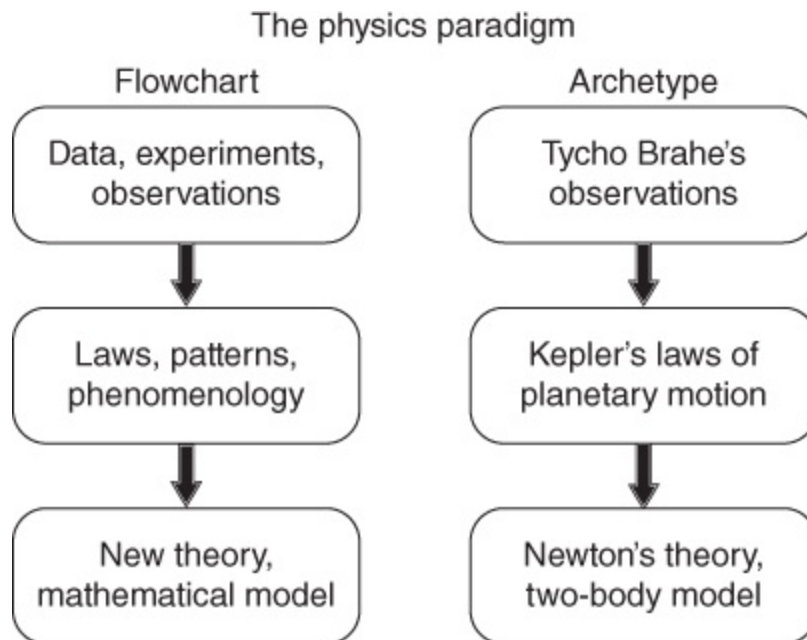 The physics paradigm
Flowchart
Data, experiments,
observations
Laws, patterns,
phenomenology
New theory,
mathematical model
Archetype
Tycho Brahe's
observations
Kepler's laws of
planetary motion
Newton's theory,
two-body model